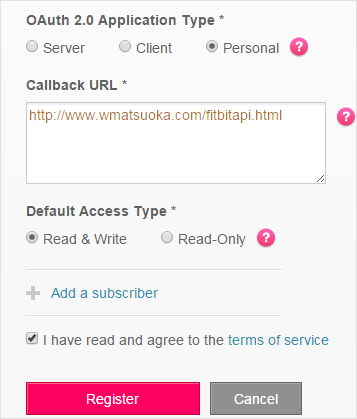 OAuth 2.0 Application Type *
Server Client Personal ?
Callback URL *
http://www.wmatsuoka.com/fitbitapi.html ?
Default Access Type *
Read & Write Read-Only ?
Add a subscriber
I have read and agree to the terms of service
Register Cancel